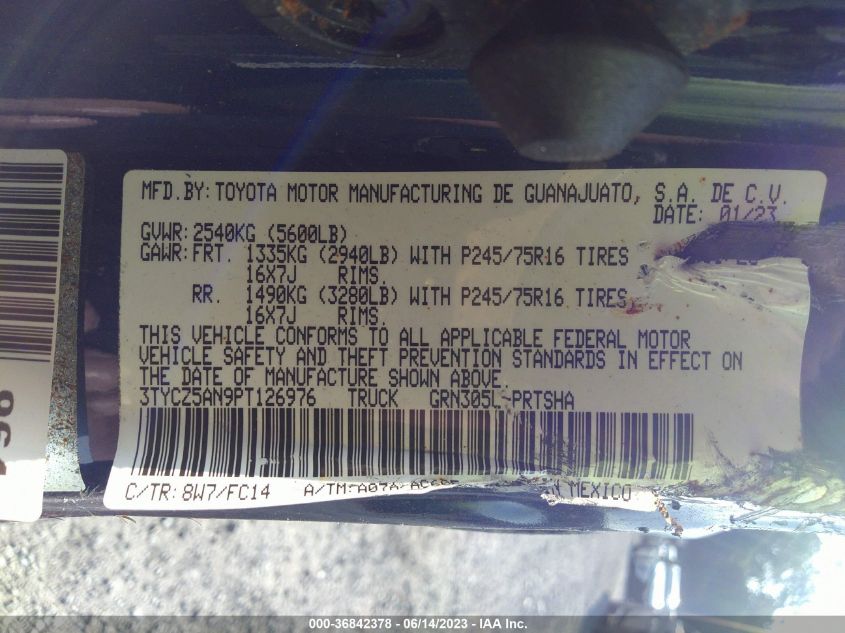 MFD.BY:TOYOTA MOTOR MANUFACTURING DE GUANAJUATO, S.A. DE C.V.
DATE: 01/23
GVWR:2540KG (5600LB)
GAWR:FRT. 1335KG (2940LB) WITH P245/75R16 TIRES
16X7J RIMS.
RR. 1490KG (3280LB) WITH P245/75R16 TIRES
16X7J RIMS.
THIS VEHICLE CONFORMS TO ALL APPLICABLE FEDERAL MOTOR
VEHICLE SAFETY AND THEFT PREVENTION STANDARDS IN EFFECT ON
THE DATE OF MANUFACTURE SHOWN ABOVE.
3TYCZ5AN9PT126976 TRUCK GRN305L-PRTSHA
C/TR:8W7/FC14 A/TM:A07A/ MEXICO
000-36842378 - 06/14/2023 - IAA Inc.